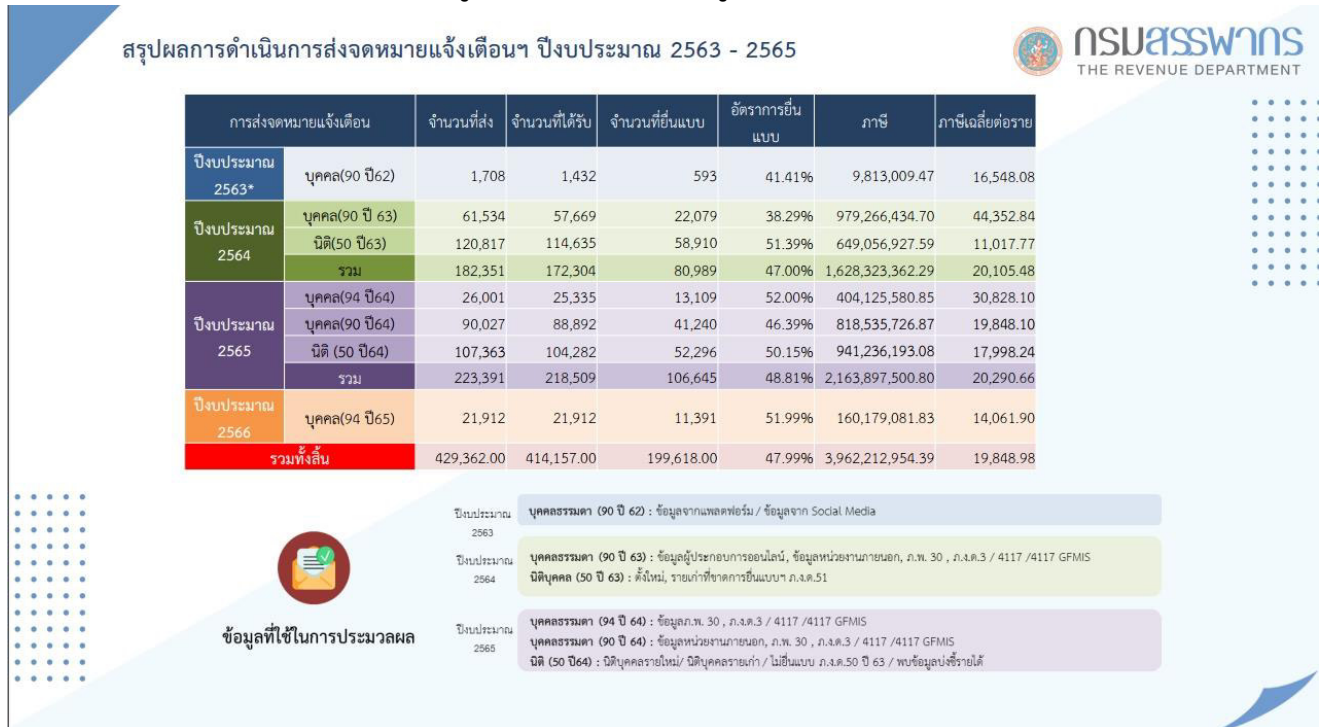 สรุปผลการดำเนินการส่งจดหมายแจ้งเตือนฯ ปีงบประมาณ 2563 - 2565
กรมสรรพากร
THE REVENUE DEPARTMENT
การส่งจดหมายแจ้งเตือน จำนวนที่ส่ง จำนวนที่ได้รับ จำนวนที่ยื่นแบบ อัตราการยื่นแบบ ภาษี ภาษีเฉลี่ยต่อราย
ปีงบประมาณ 2563* บุคคล(90 ปี62) 1,708 1,432 593 41.41% 9,813,009.47 16,548.08
ปีงบประมาณ 2564 บุคคล(90 ปี 63) 61,534 57,669 22,079 38.29% 979,266,434.70 44,352.84
นิติ(50 ปี63) 120,817 114,635 58,910 51.39% 649,056,927.59 11,017.77
รวม 182,351 172,304 80,989 47.00% 1,628,323,362.29 20,105.48
ปีงบประมาณ 2565 บุคคล(94 ปี64) 26,001 25,335 13,109 52.00% 404,125,580.85 30,828.10
บุคคล(90 ปี64) 90,027 88,892 41,240 46.39% 818,535,726.87 19,848.10
นิติ (50 ปี64) 107,363 104,282 52,296 50.15% 941,236,193.08 17,998.24
รวม 223,391 218,509 106,645 48.81% 2,163,897,500.80 20,290.66
ปีงบประมาณ 2566 บุคคล(94 ปี65) 21,912 21,912 11,391 51.99% 160,179,081.83 14,061.90
รวมทั้งสิ้น 429,362.00 414,157.00 199,618.00 47.99% 3,962,212,954.39 19,848.98
ข้อมูลที่ใช้ในการประมวลผล
ปีงบประมาณ 2563
บุคคลธรรมดา (90 ปี 62) : ข้อมูลจากแพลตฟอร์ม / ข้อมูลจาก Social Media
ปีงบประมาณ 2564
บุคคลธรรมดา (90 ปี 63) : ข้อมูลผู้ประกอบการออนไลน์, ข้อมูลหน่วยงานภายนอก, ภ.พ. 30 , ภ.ง.ด.3 / 4117 /4117 GFMIS
นิติบุคคล (50 ปี 63) : ตั้งใหม่, รายเก่าที่ขาดการยื่นแบบฯ ภ.ง.ด.51
ปีงบประมาณ 2565
บุคคลธรรมดา (94 ปี 64) : ข้อมูลภ.พ. 30 , ภ.ง.ด.3 / 4117 /4117 GFMIS
บุคคลธรรมดา (90 ปี 64) : ข้อมูลหน่วยงานภายนอก, ภ.พ. 30 , ภ.ง.ด.3 / 4117 /4117 GFMIS
นิติ (50 ปี64) : นิติบุคคลรายใหม่/ นิติบุคคลรายเก่า / ไม่ยื่นแบบ ภ.ง.ด.50 ปี 63 / พบข้อมูลบ่งชี้รายได้